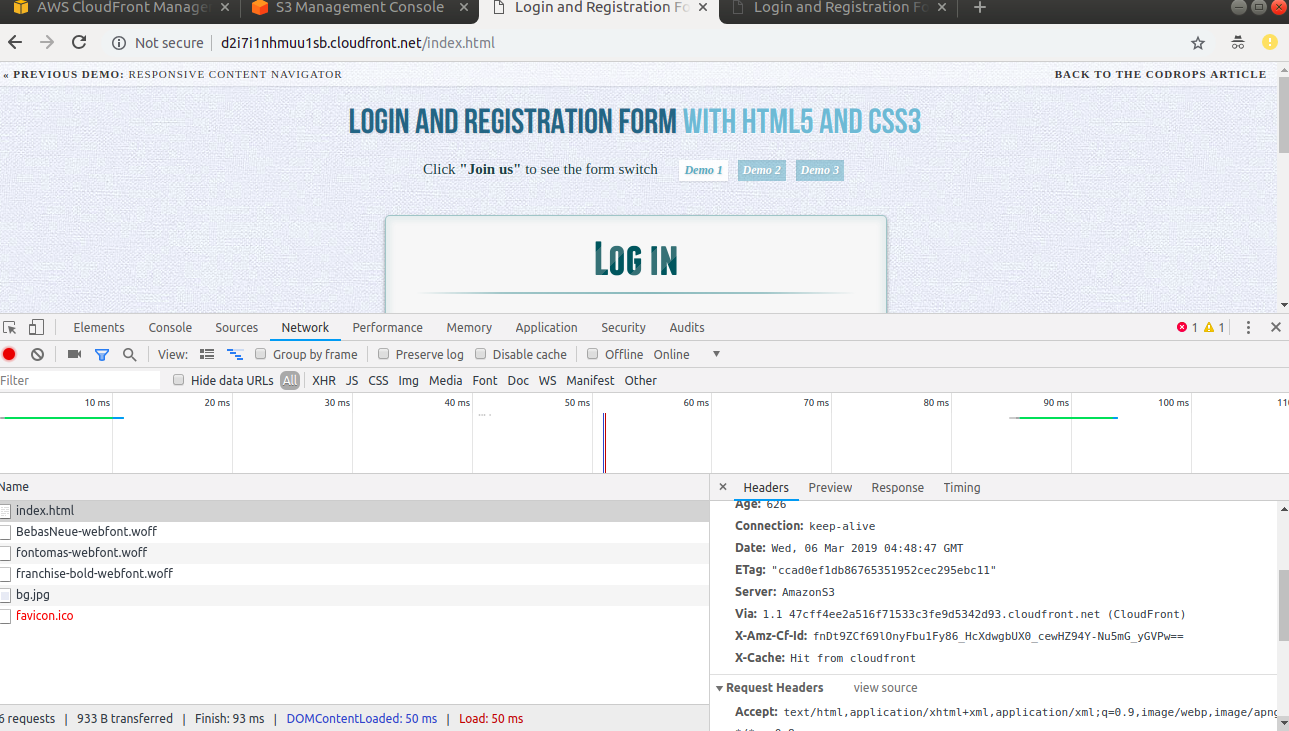 AWS CloudFront Manage
S3 Management Console
Login and Registration Fo
Login and Registration Fo
Not secure | d2i7i1nhmuu1sb.cloudfront.net/index.html
« PREVIOUS DEMO: RESPONSIVE CONTENT NAVIGATOR
BACK TO THE CODROPS ARTICLE
LOGIN AND REGISTRATION FORM WITH HTML5 AND CSS3
Click "Join us" to see the form switch Demo 1 Demo 2 Demo 3
LOG IN
Elements Console Sources Network Performance Memory Application Security Audits 1 1
View: Group by frame Preserve log Disable cache Offline Online
Filter Hide data URLs All XHR JS CSS Img Media Font Doc WS Manifest Other
10 ms 20 ms 30 ms 40 ms 50 ms 60 ms 70 ms 80 ms 90 ms 100 ms 110
Name
index.html
BebasNeue-webfont.woff
fontomas-webfont.woff
franchise-bold-webfont.woff
bg.jpg
favicon.ico
6 requests | 933 B transferred | Finish: 93 ms | DOMContentLoaded: 50 ms | Load: 50 ms
Headers Preview Response Timing
Age: 626
Connection: keep-alive
Date: Wed, 06 Mar 2019 04:48:47 GMT
ETag: "ccad0ef1db86765351952cec295ebc11"
Server: AmazonS3
Via: 1.1 47cff4ee2a516f71533c3fe9d5342d93.cloudfront.net (CloudFront)
X-Amz-Cf-Id: fnDt9ZCf69lOnyFbu1Fy86_HcXdwgbUX0_cewHZ94Y-Nu5mG_yGVPw==
X-Cache: Hit from cloudfront
Request Headers view source
Accept: text/html,application/xhtml+xml,application/xml;q=0.9,image/webp,image/apng